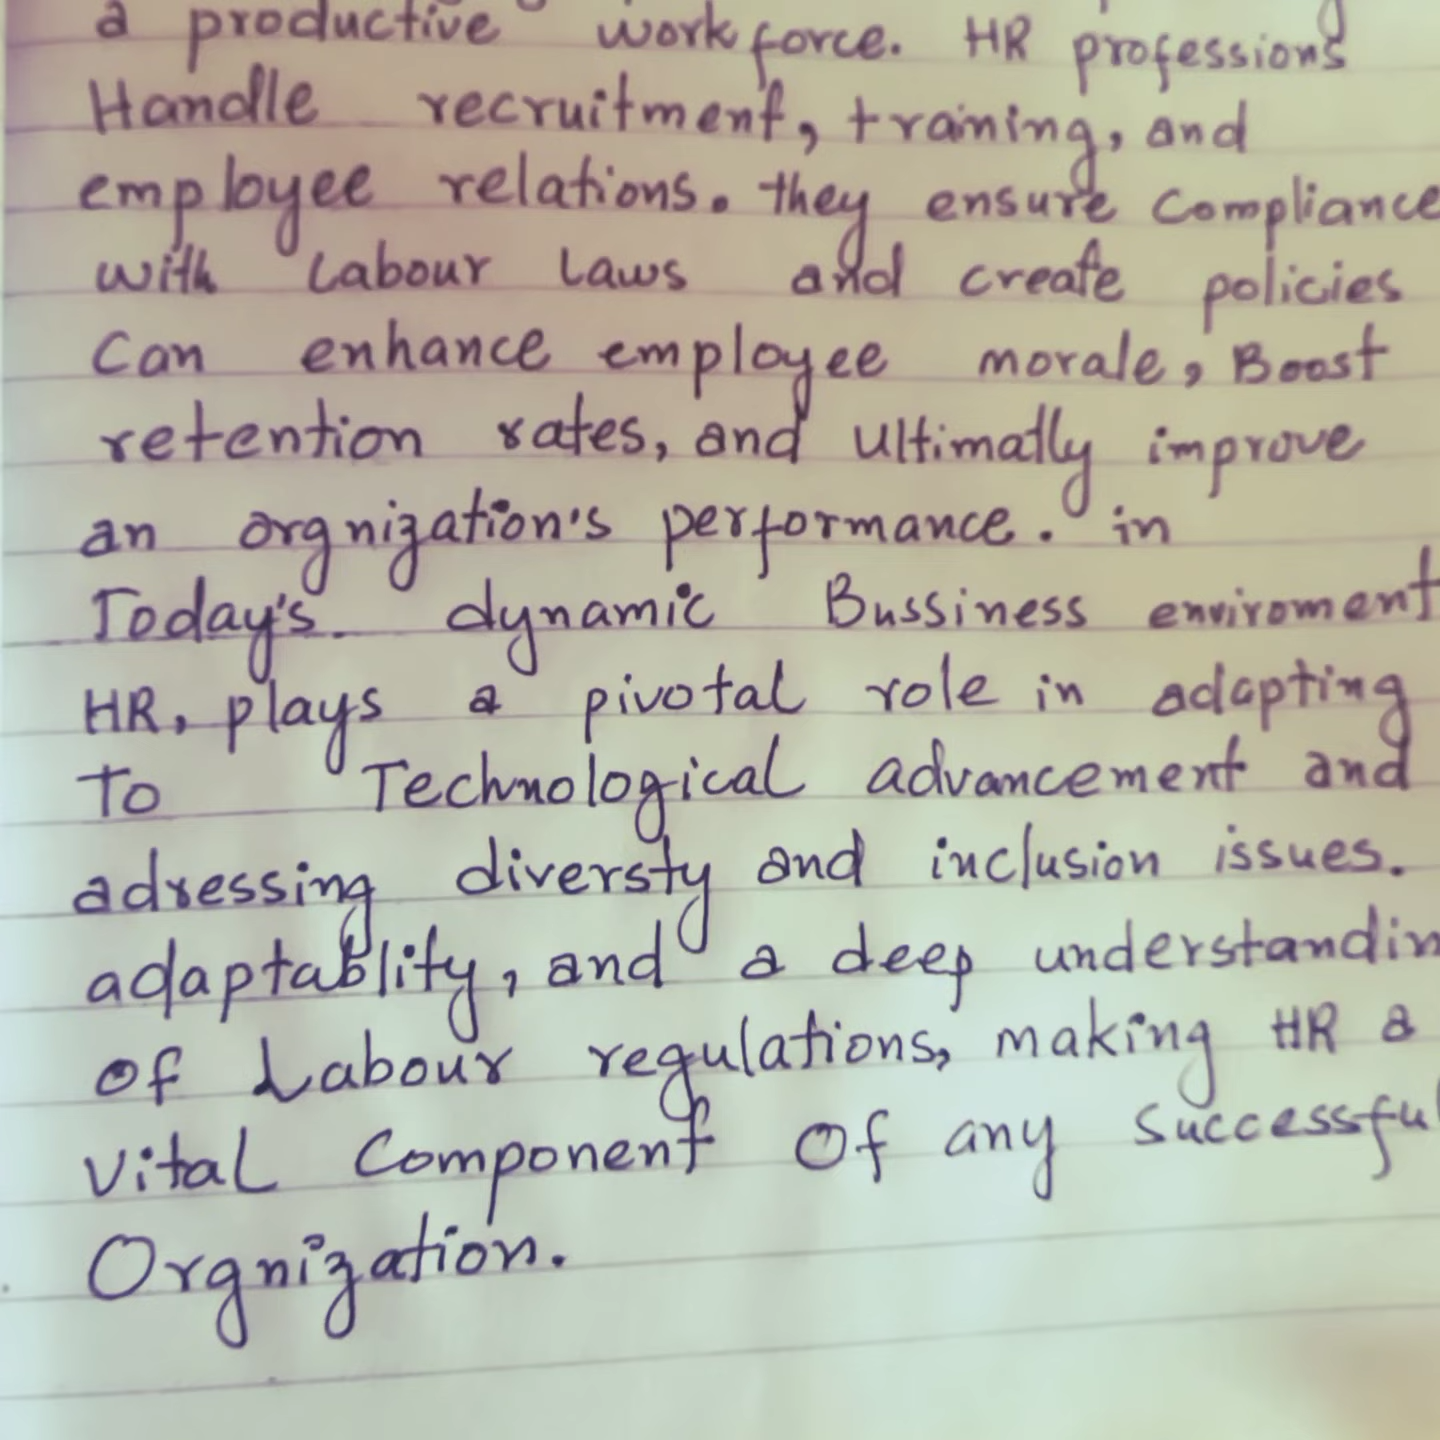 a productive workforce. HR professions
Handle recruitment, training, and
employee relations. they ensure compliance
with Labour Laws and create policies
Can enhance employee morale, Boost
retention rates, and ultimatly improve
an orgnization's performance. in
Today's dynamic Bussiness enviroment
HR, plays a pivotal role in adapting
To Technological advancement and
adressing diversty and inclusion issues.
adaptablity, and a deep understandin
of Labour regulations, making HR a
vital Component of any Successful
Orgnization.